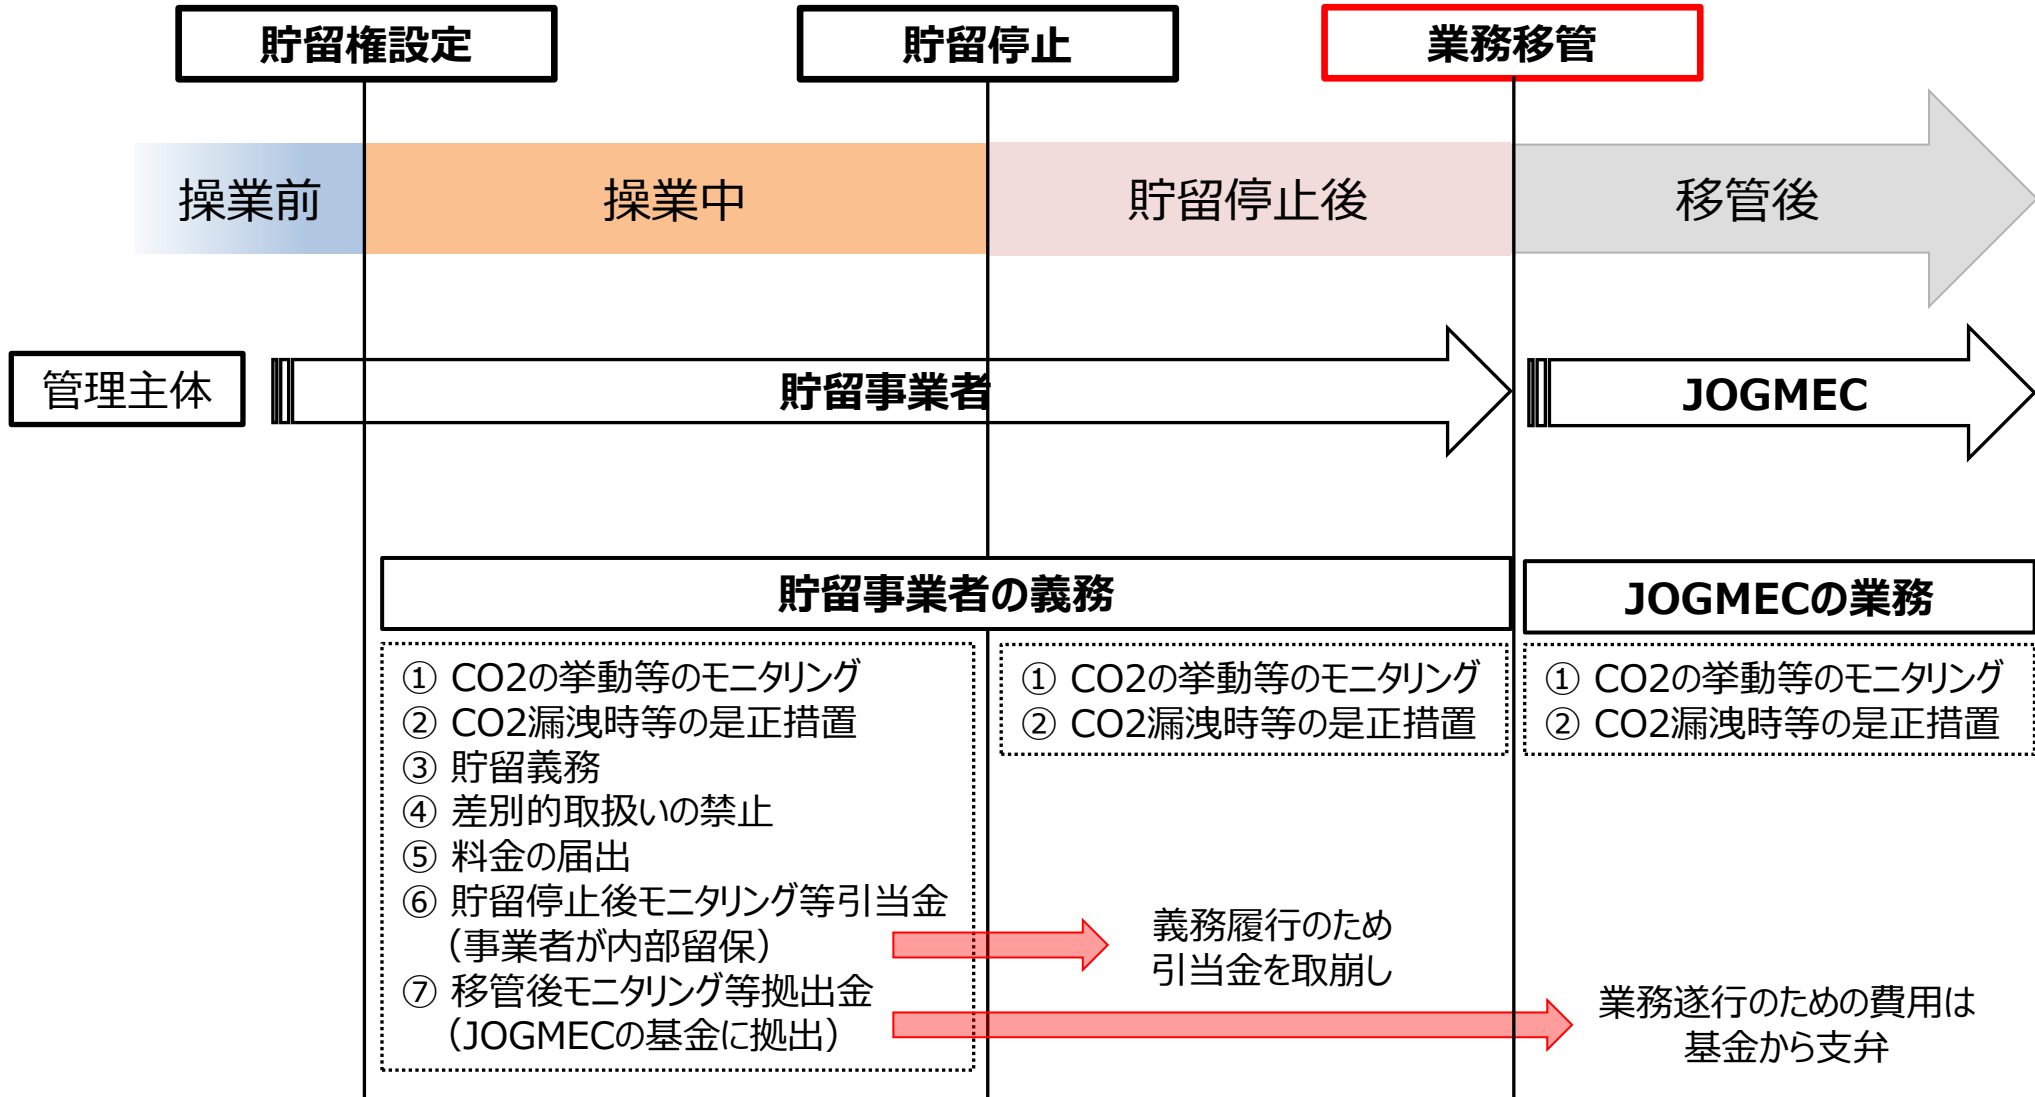 貯留権設定
貯留停止
業務移管
操業前
操業中
貯留停止後
移管後
管理主体
貯留事業者
JOGMEC
貯留事業者の義務
JOGMECの業務
① CO2の挙動等のモニタリング
② CO2漏洩時等の是正措置
③ 貯留義務
④ 差別的取扱いの禁止
⑤ 料金の届出
⑥ 貯留停止後モニタリング等引当金
（事業者が内部留保）
⑦ 移管後モニタリング等拠出金
（JOGMECの基金に拠出）
① CO2の挙動等のモニタリング
② CO2漏洩時等の是正措置
① CO2の挙動等のモニタリング
② CO2漏洩時等の是正措置
義務履行のため
引当金を取崩し
業務遂行のための費用は
基金から支弁